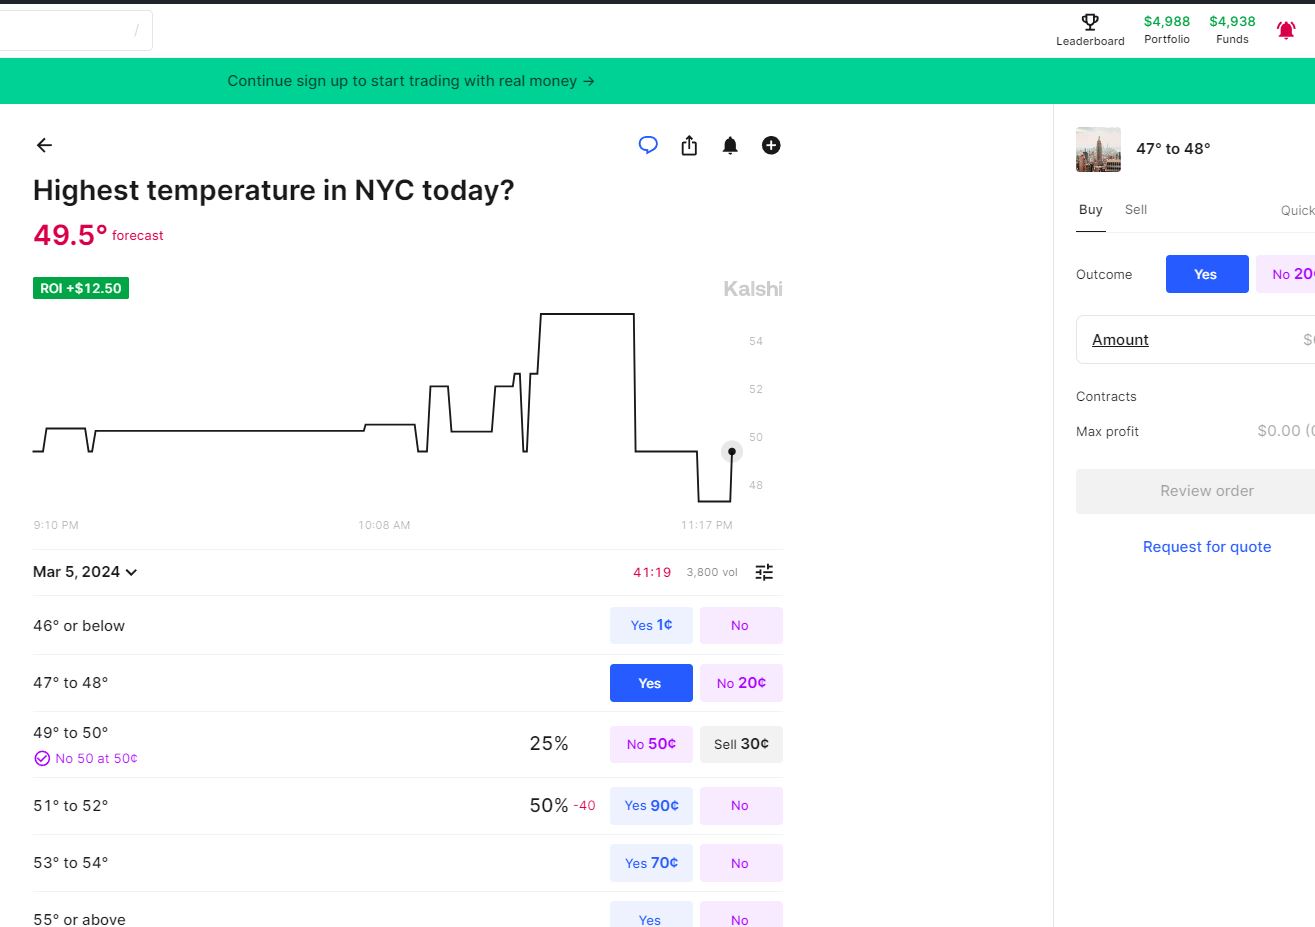 /
Leaderboard
$4,988
Portfolio
$4,938
Funds
Continue sign up to start trading with real money →
Highest temperature in NYC today?
49.5° forecast
ROI +$12.50
Kalshi
54
52
50
48
9:10 PM
10:08 AM
11:17 PM
Mar 5, 2024
41:19
3,800 vol
46° or below
Yes 1¢
No
47° to 48°
Yes
No 20¢
49° to 50°
No 50 at 50¢
25%
No 50¢
Sell 30¢
51° to 52°
50% -40
Yes 90¢
No
53° to 54°
Yes 70¢
No
55° or above
Yes
No
47° to 48°
Buy
Sell
Quick
Outcome
Yes
No 20
Amount
$
Contracts
Max profit
$0.00 (
Review order
Request for quote